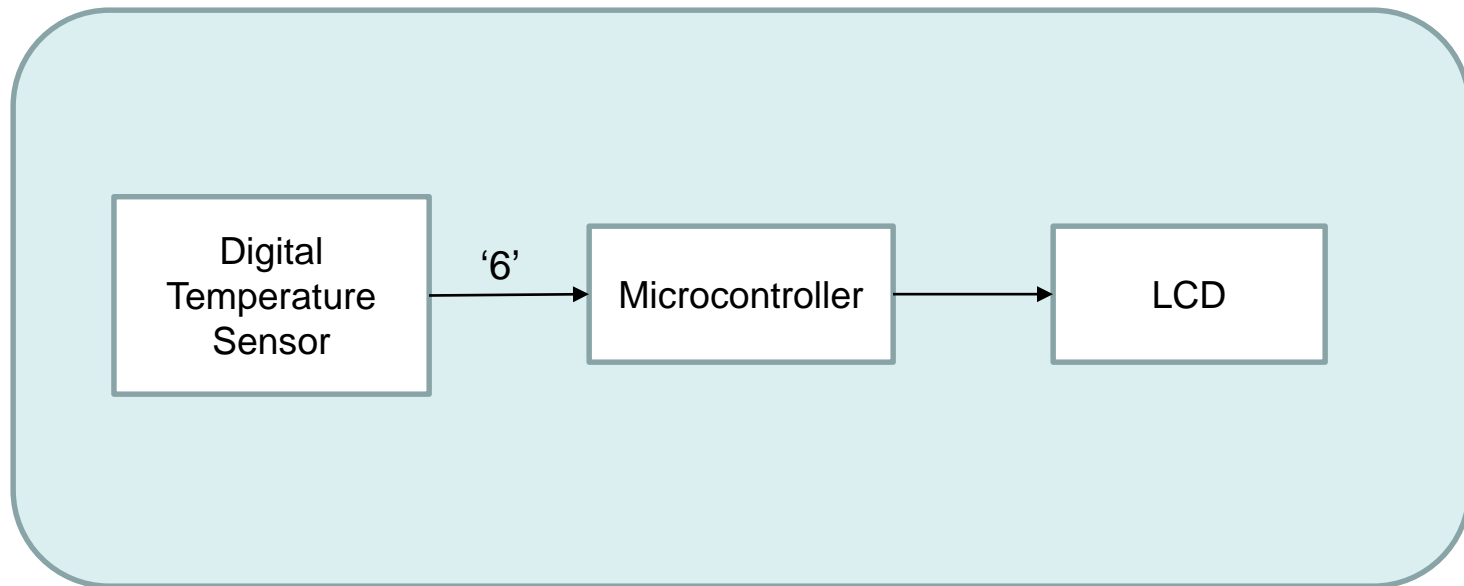 Digital
Temperature
Sensor
‘6’
Microcontroller
LCD